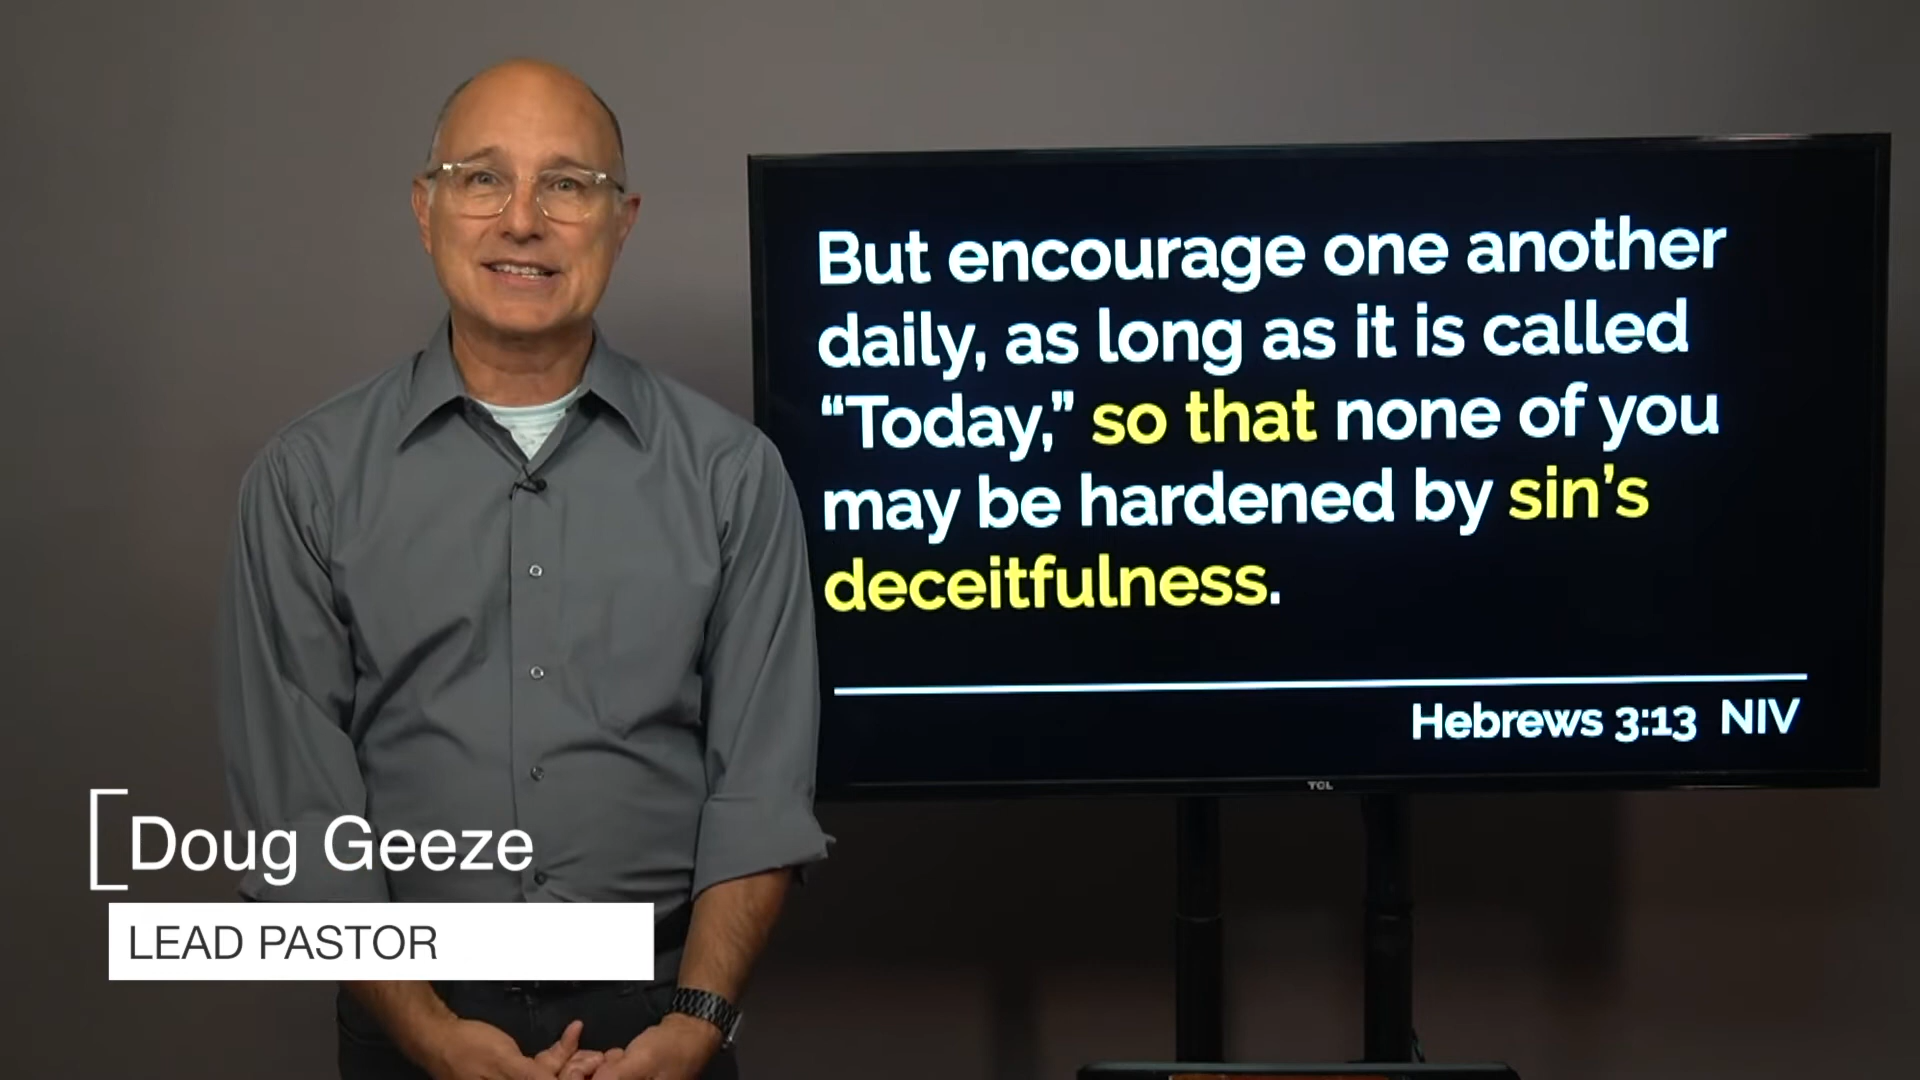 But encourage one another
daily, as long as it is called
“Today,” so that none of you
may be hardened by sin’s
deceitfulness.
Hebrews 3:13 NIV
TCL
Doug Geeze
LEAD PASTOR